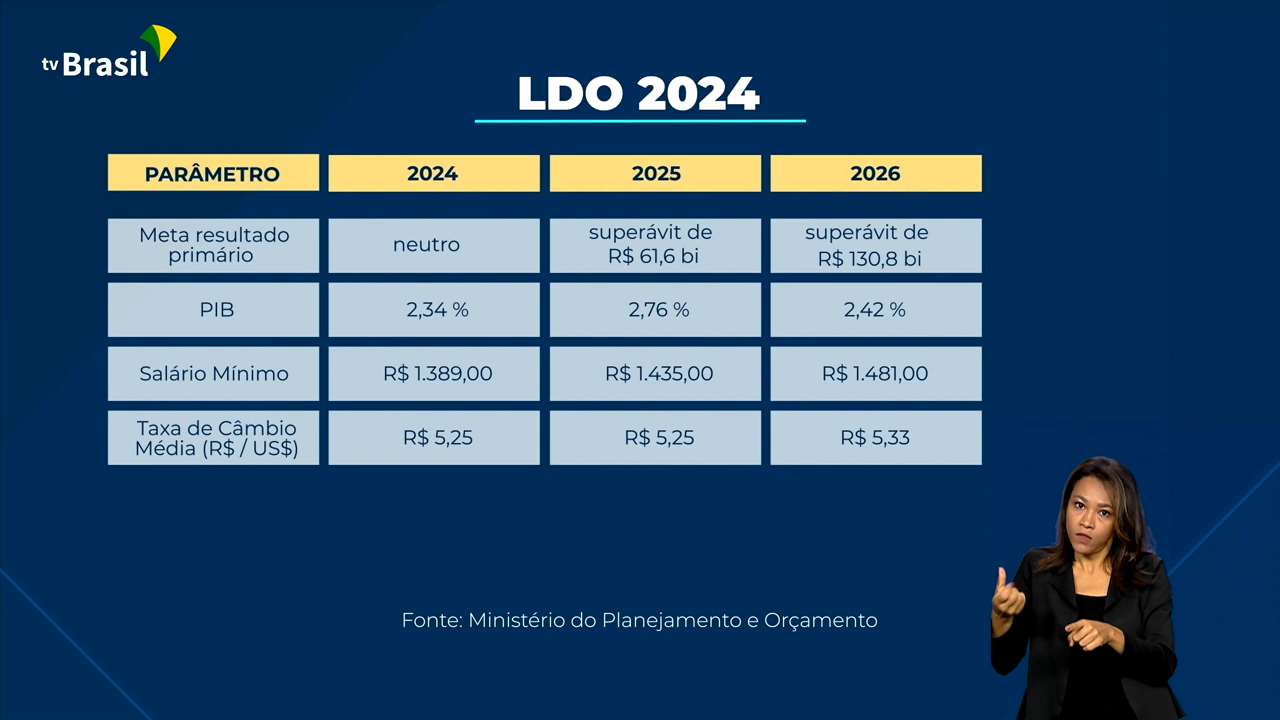 tv Brasil
LDO 2024
PARÂMETRO 2024 2025 2026
Meta resultado
primário
neutro
superávit de
R$ 61,6 bi
superávit de
R$ 130,8 bi
PIB 2,34 % 2,76 % 2,42 %
Salário Mínimo R$ 1.389,00 R$ 1.435,00 R$ 1.481,00
Taxa de Câmbio
Média (R$ / US$)
R$ 5,25 R$ 5,25 R$ 5,33
Fonte: Ministério do Planejamento e Orçamento